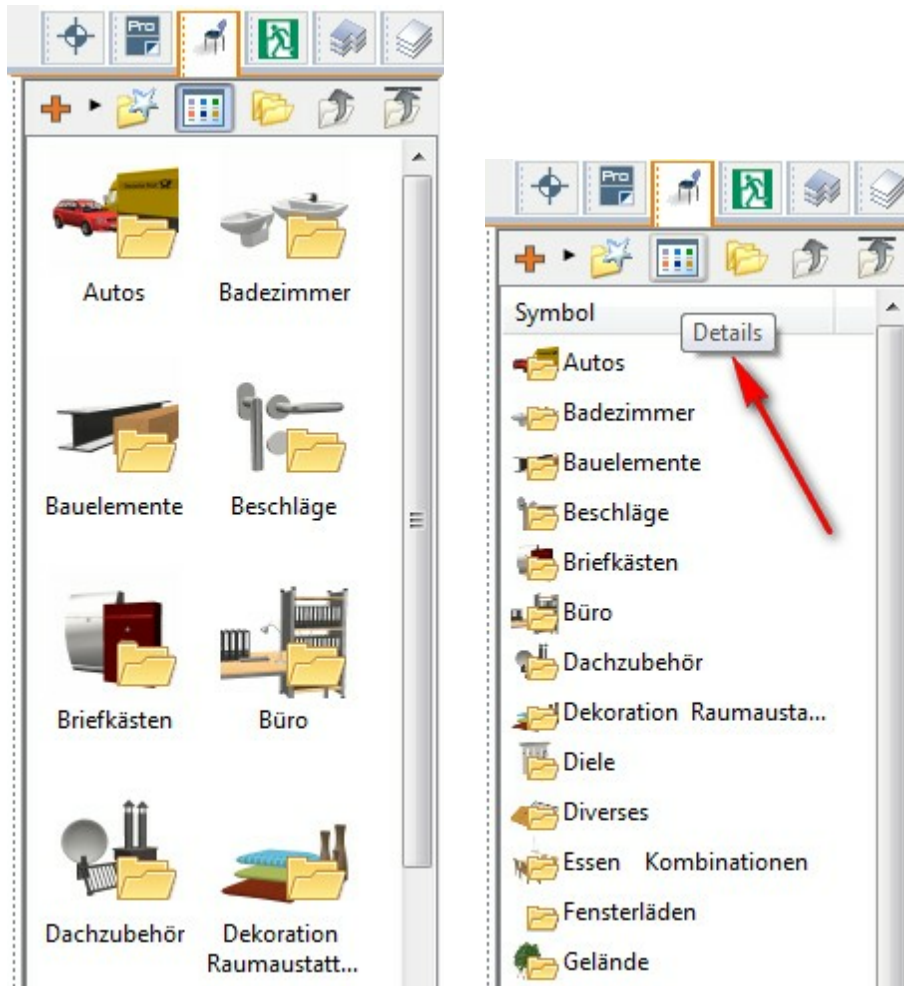 Pro
Autos
Badezimmer
Bauelemente
Beschläge
Briefkästen
Büro
Dachzubehör
Dekoration
Raumaustatt...
Pro
Symbol
Details
Autos
Badezimmer
Bauelemente
Beschläge
Briefkästen
Büro
Dachzubehör
Dekoration Raumausta...
Diele
Diverses
Essen Kombinationen
Fensterläden
Gelände